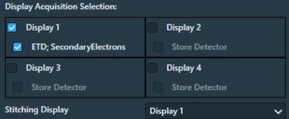 Display Acquisition Selection:
Display 1 Display 2
ETD; SecondaryElectrons Store Detector
Display 3 Display 4
Store Detector Store Detector
Stitching Display Display 1